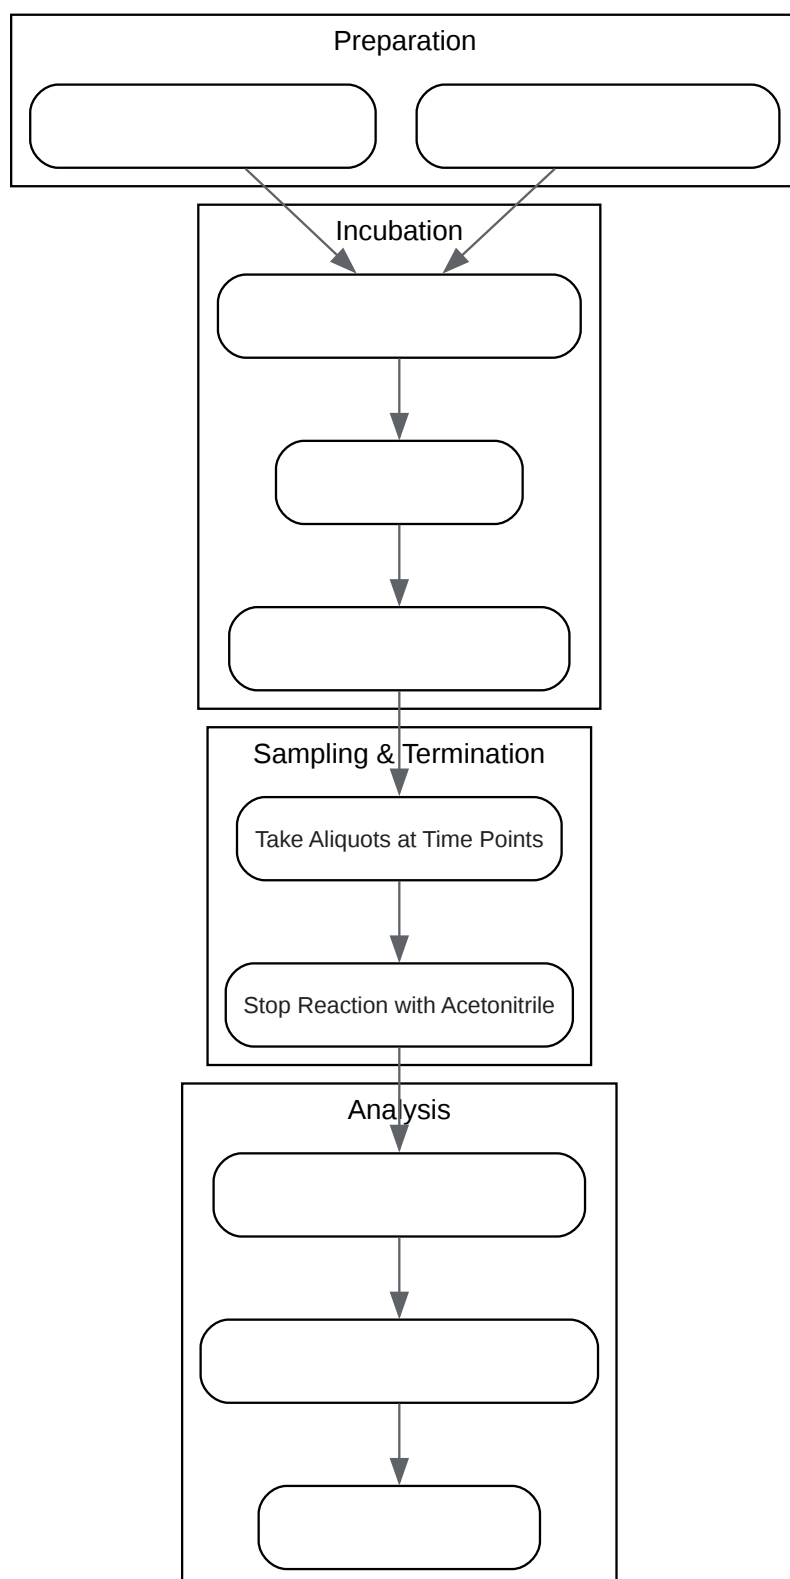 Preparation
Incubation
Sampling & Termination
Take Aliquots at Time Points
Stop Reaction with Acetonitrile
Analysis